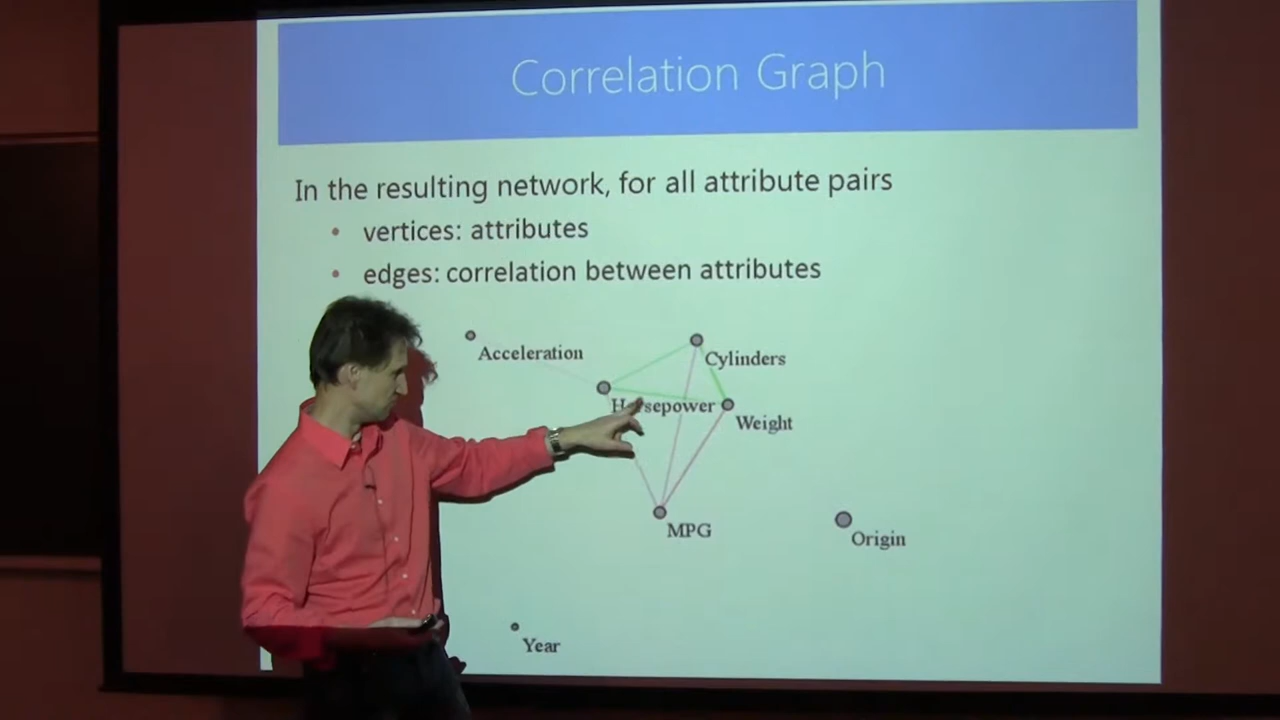 Correlation Graph
In the resulting network, for all attribute pairs
• vertices: attributes
• edges: correlation between attributes
Acceleration
Cylinders
Horsepower
Weight
MPG
Origin
Year